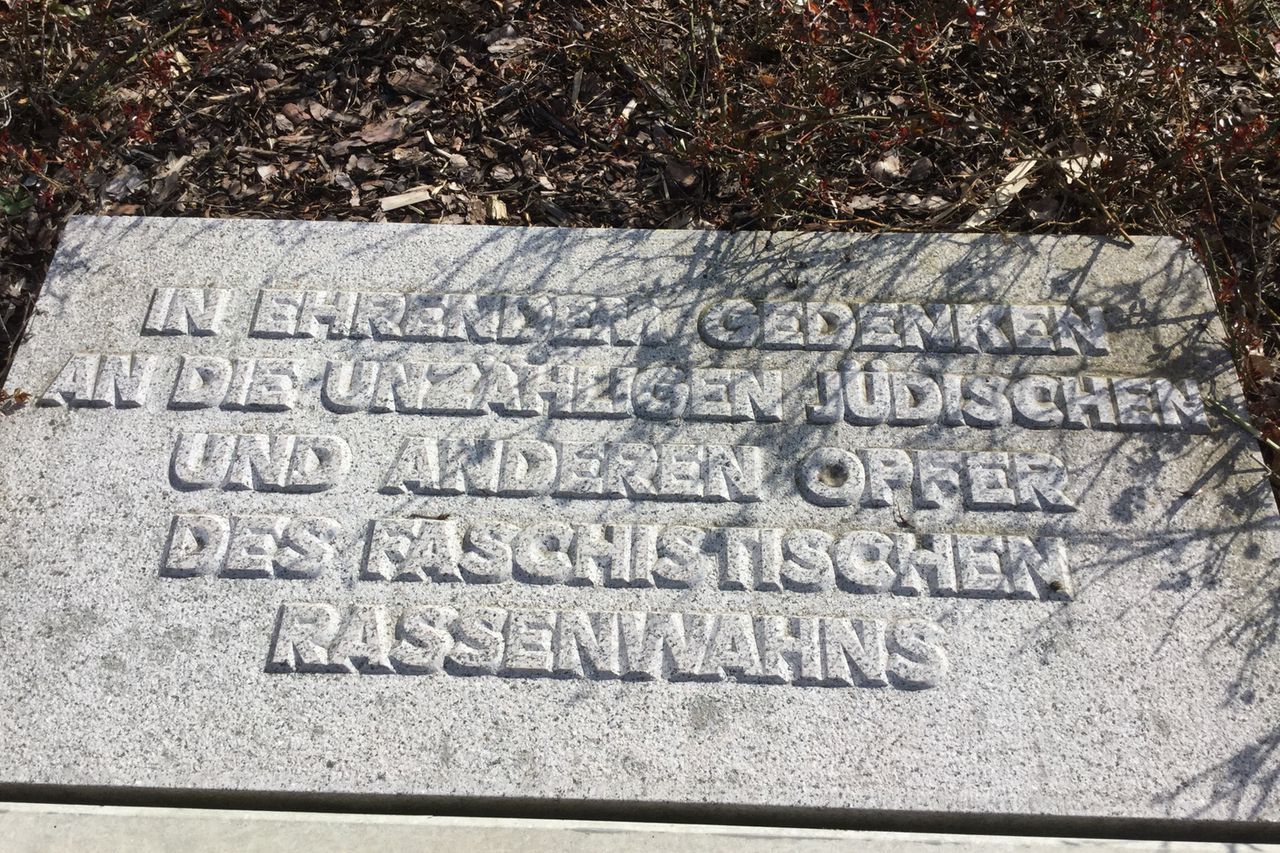 IN EHRENDEM GEDENKEN
AN DIE UNZÄHLIGEN JÜDISCHEN
UND ANDEREN OPFER
DES FASCHISTISCHEN
RASSENWAHNS